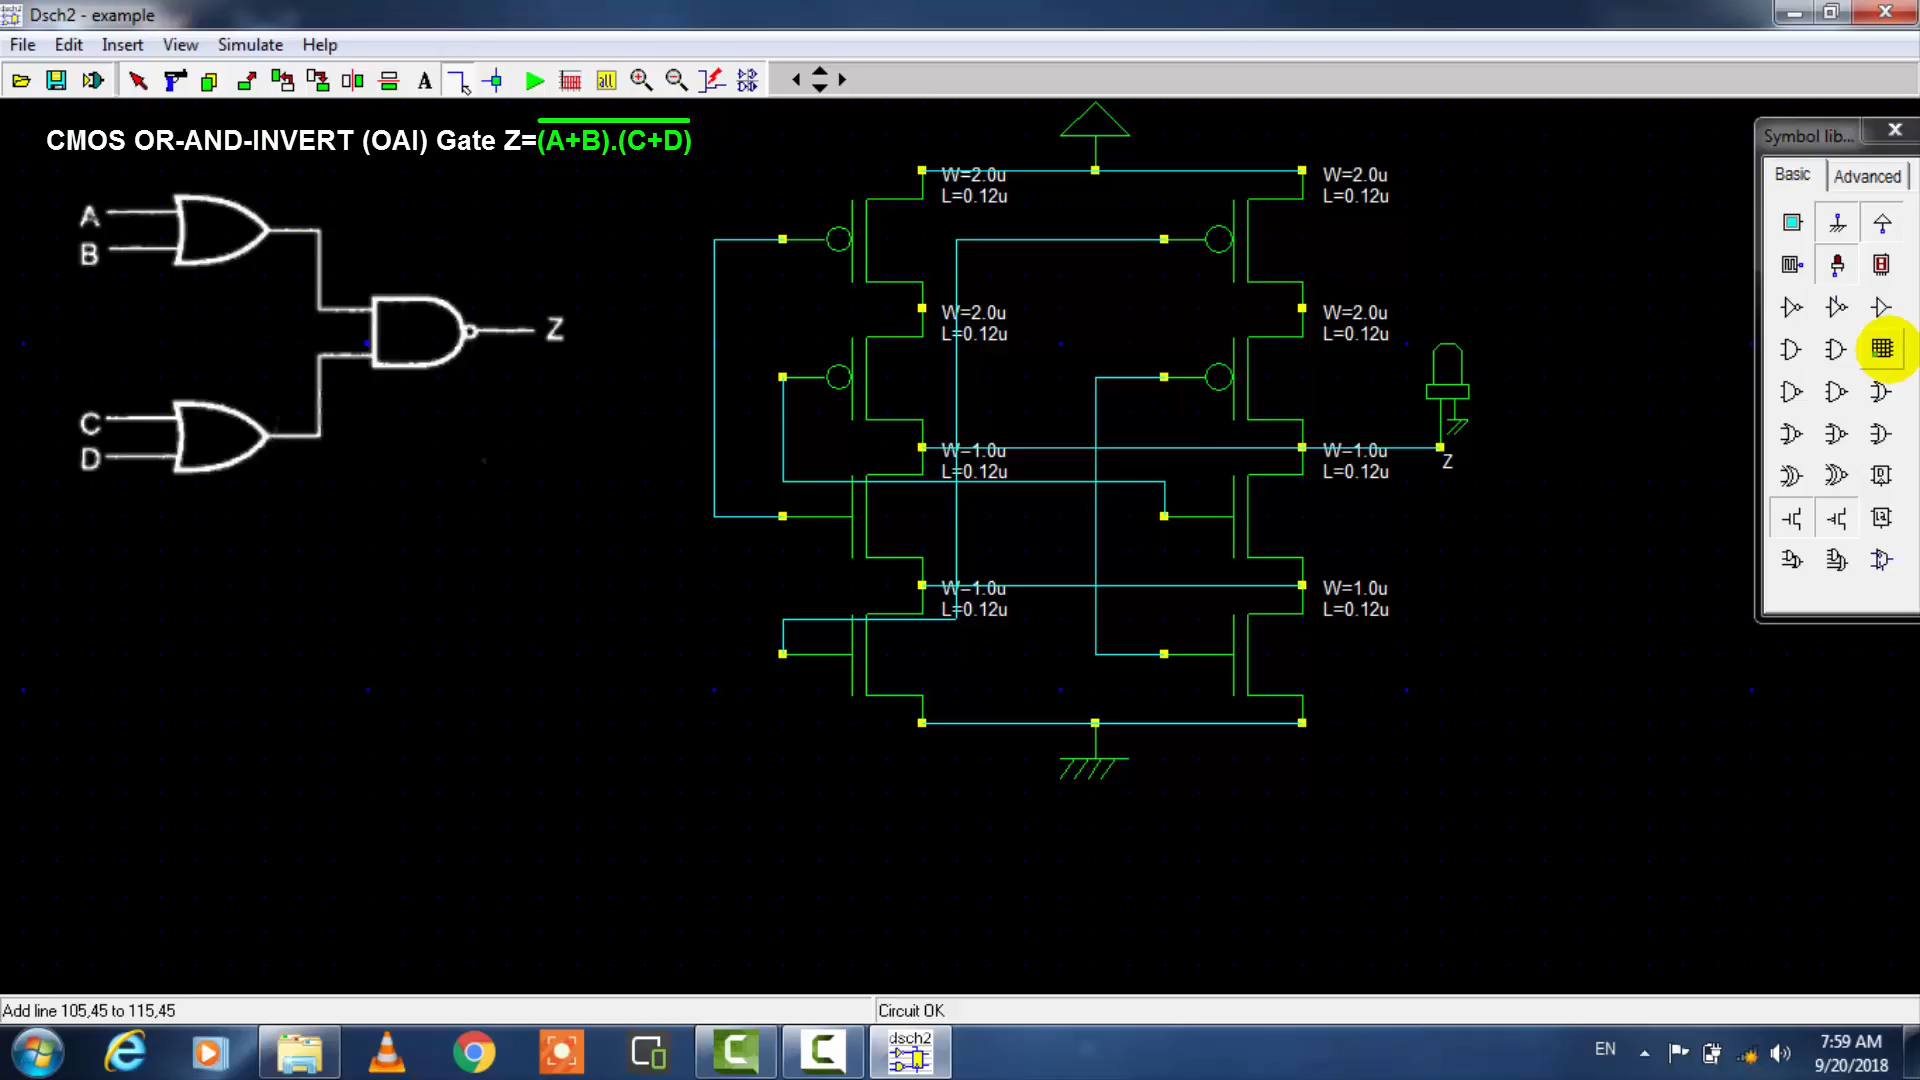 Dsch2 - example
File Edit Insert View Simulate Help
A
all
CMOS OR-AND-INVERT (OAI) Gate Z=(A+B).(C+D)
A
B
C
D
Z
W=2.0u
L=0.12u
W=2.0u
L=0.12u
W=2.0u
L=0.12u
W=2.0u
L=0.12u
W=1.0u
L=0.12u
W=1.0u
L=0.12u
Z
W=1.0u
L=0.12u
W=1.0u
L=0.12u
Symbol lib...
Basic Advanced
Add line 105,45 to 115,45
Circuit OK
dsch2
EN
7:59 AM
9/20/2018